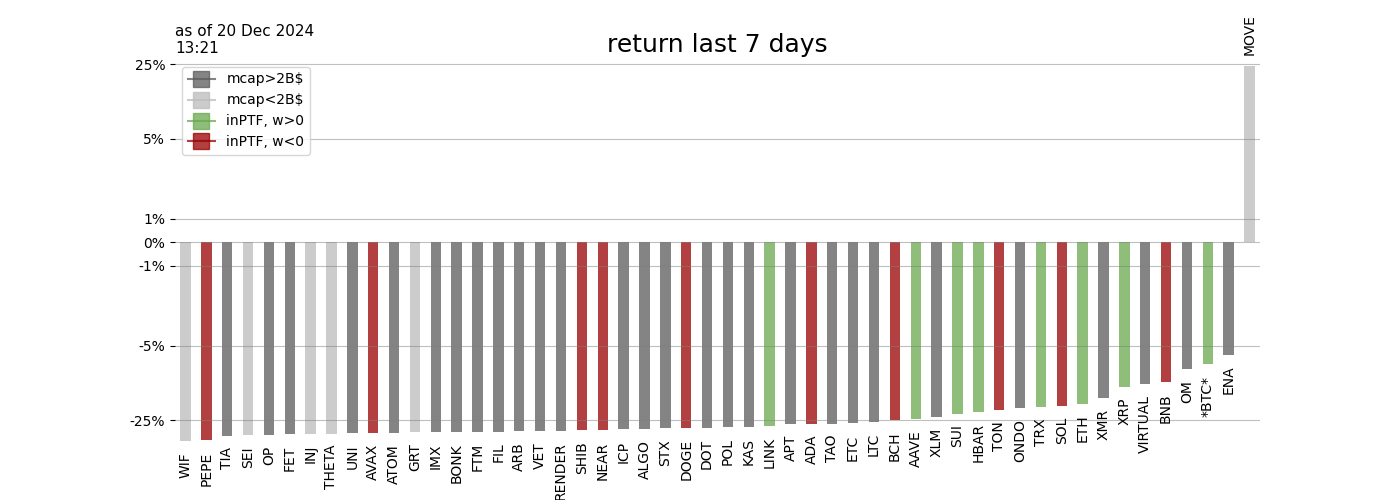 as of 20 Dec 2024
13:21
return last 7 days
MOVE
25%
5%
1%
0%
-1%
-5%
-25%
mcap>2B$
mcap<2B$
inPTF, w>0
inPTF, w<0
WIF
PEPE
TIA
SEI
OP
FET
INJ
THETA
UNI
AVAX
ATOM
GRT
IMX
BONK
FTM
FIL
ARB
VET
RENDER
SHIB
NEAR
ICP
ALGO
STX
DOGE
DOT
POL
KAS
LINK
APT
ADA
TAO
ETC
LTC
BCH
AAVE
XLM
SUI
HBAR
TON
ONDO
TRX
SOL
ETH
XMR
XRP
VIRTUAL
BNB
OM
*BTC*
ENA